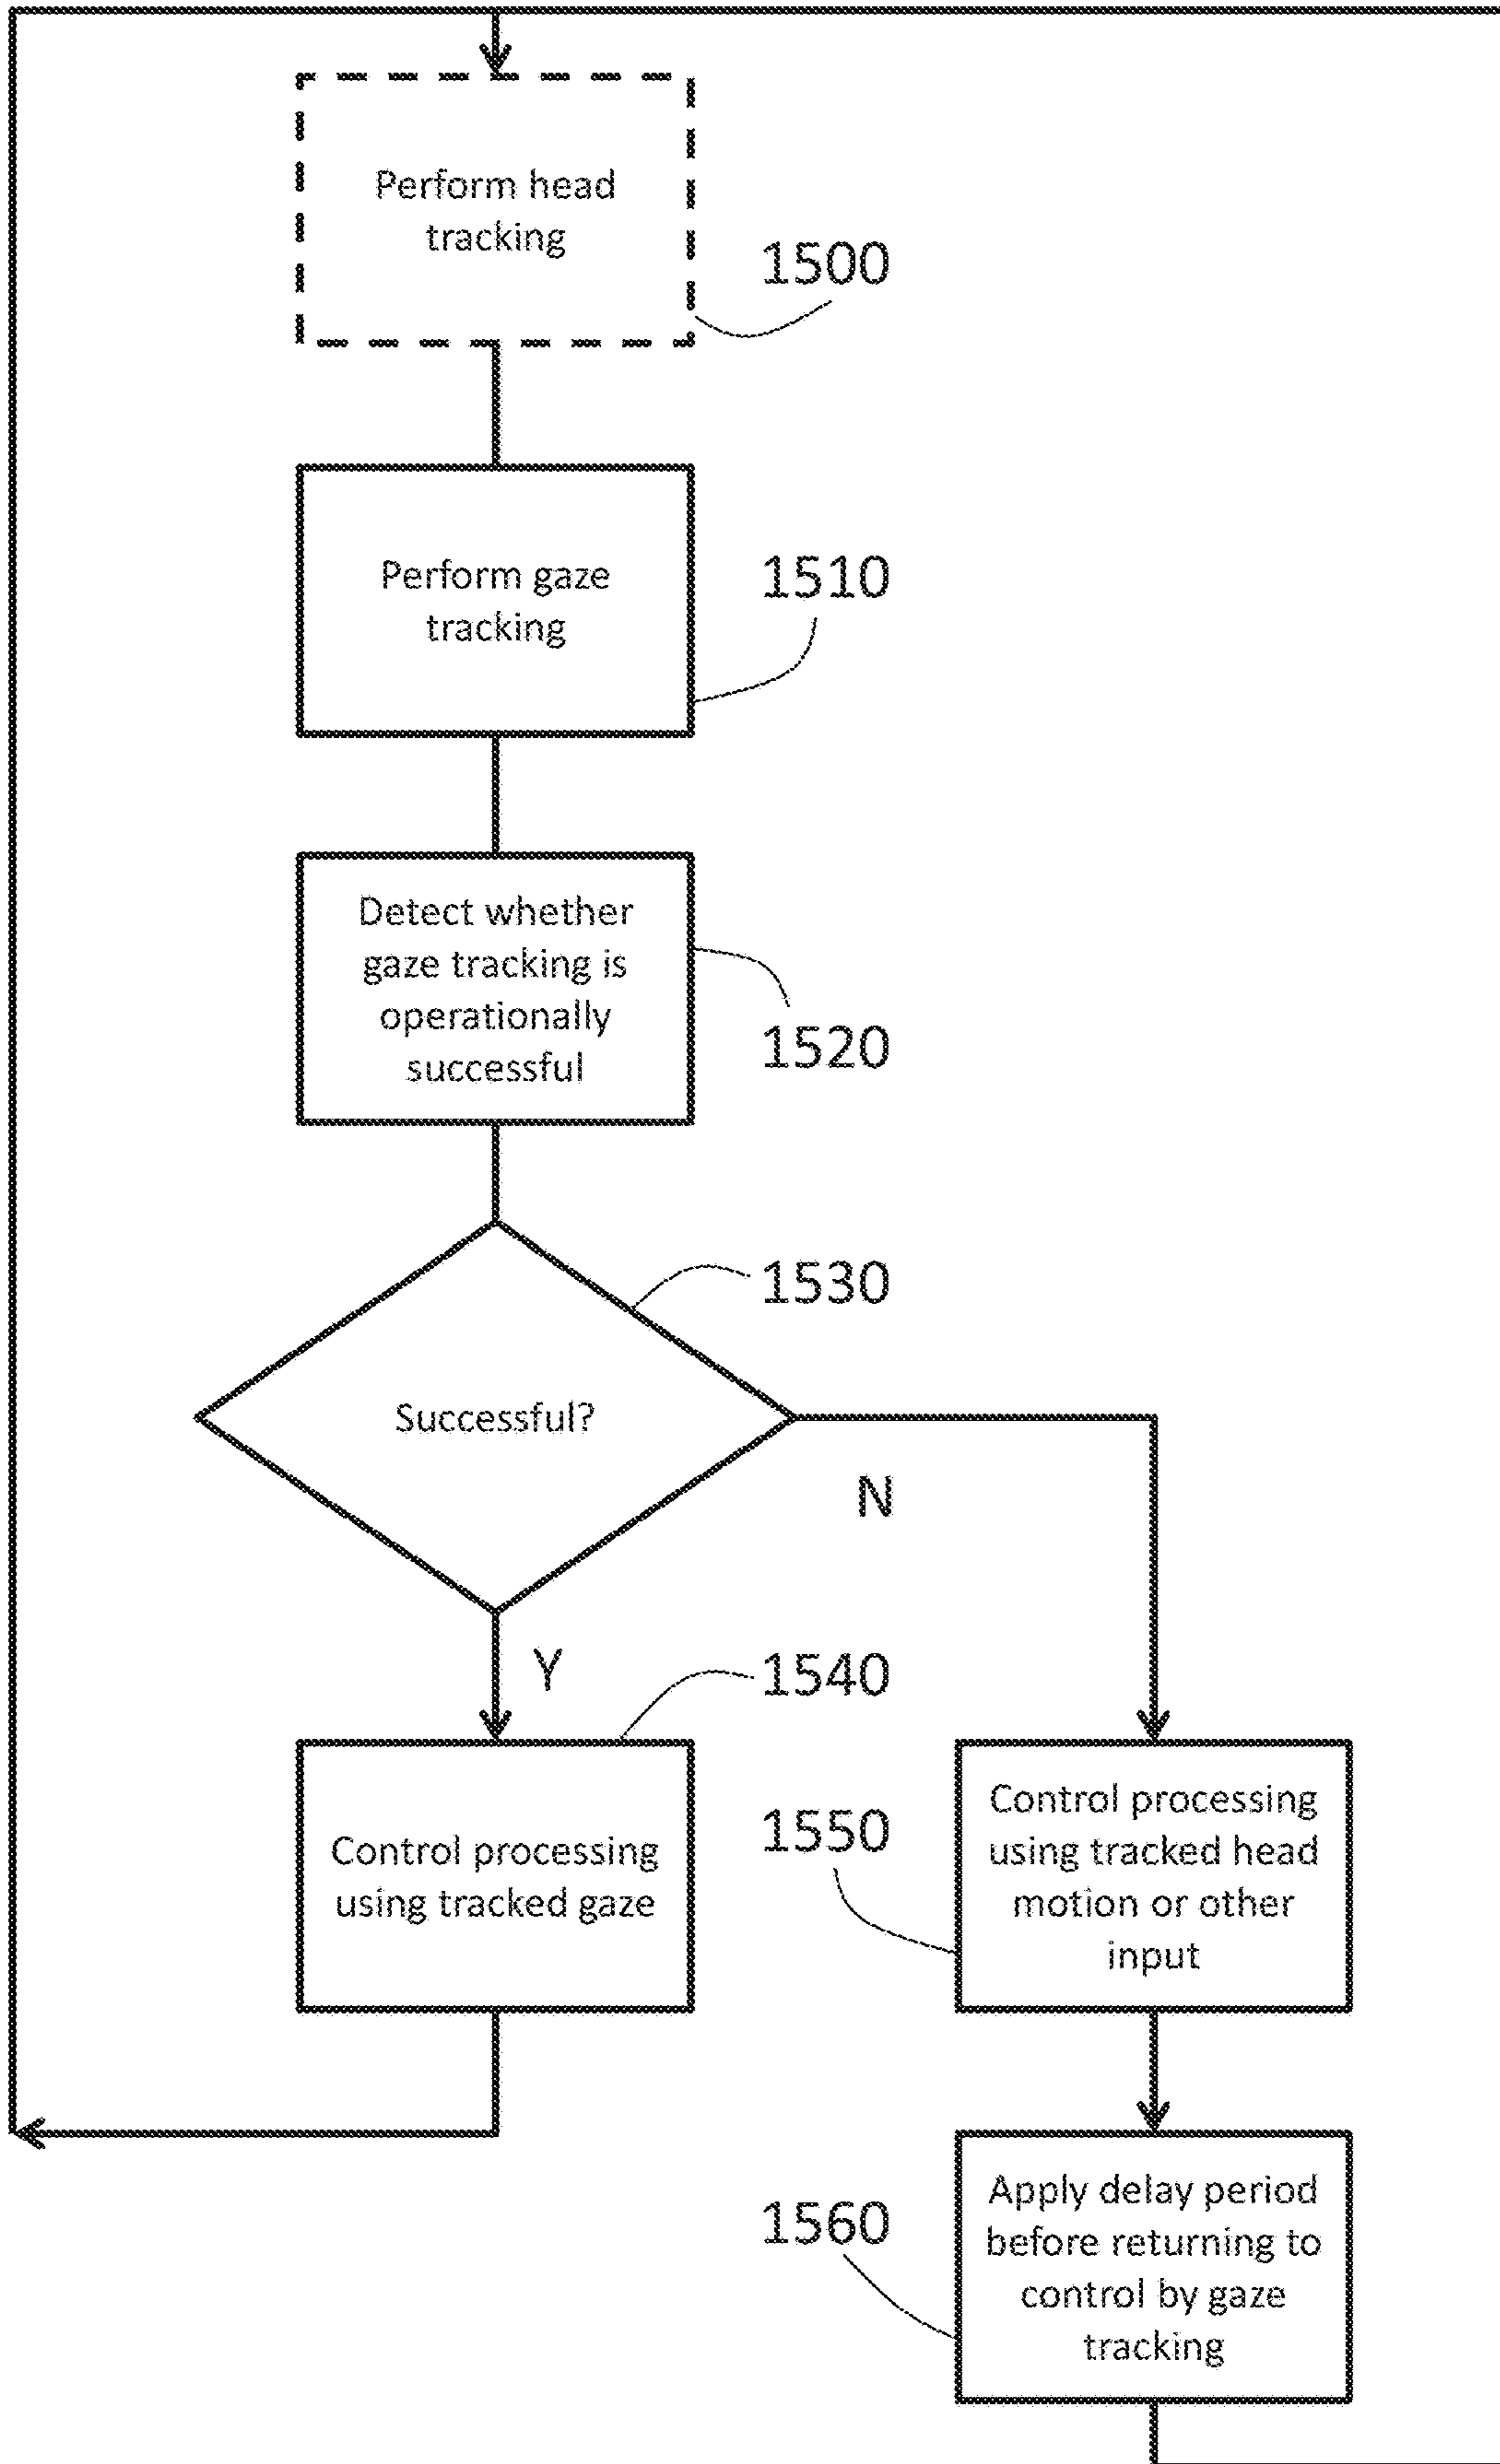 Perform head
tracking
1500
Perform gaze
tracking
1510
Detect whether
gaze tracking is
operationally
successful
1520
1530
Successful?
N
Y
1540
Control processing
using tracked gaze
1550
Control processing
using tracked head
motion or other
input
1560
Apply delay period
before returning to
control by gaze
tracking